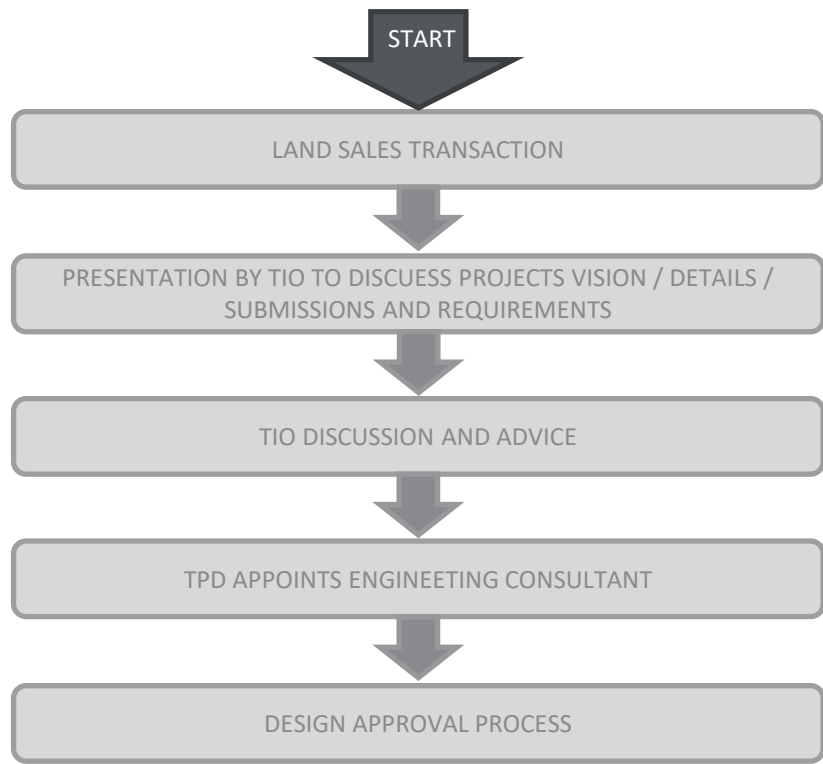 START
LAND SALES TRANSACTION
PRESENTATION BY TIO TO DISCUESS PROJECTS VISION / DETAILS /
SUBMISSIONS AND REQUIREMENTS
TIO DISCUSSION AND ADVICE
TPD APPOINTS ENGINEETING CONSULTANT
DESIGN APPROVAL PROCESS